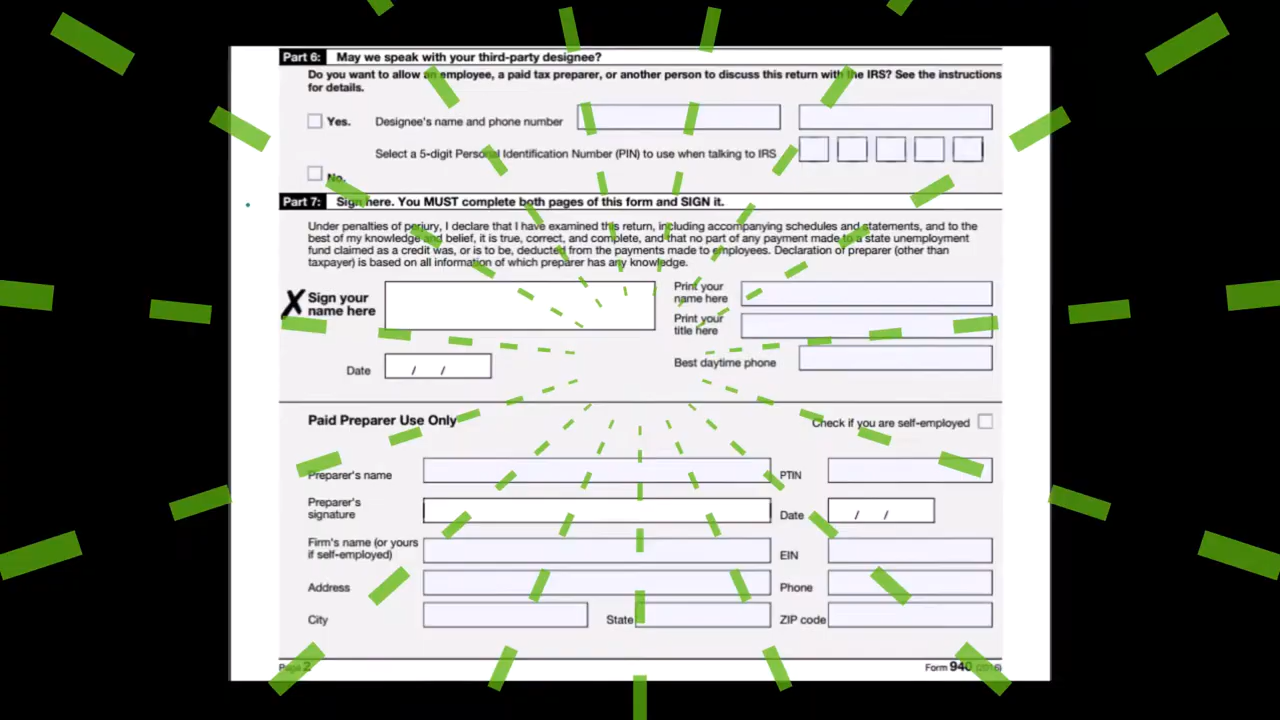 Part 6: May we speak with your third-party designee?
Do you want to allow an employee, a paid tax preparer, or another person to discuss this return with the IRS? See the instructions
for details.
Yes. Designee's name and phone number
Select a 5-digit Personal Identification Number (PIN) to use when talking to IRS
No.
Part 7: Sign here. You MUST complete both pages of this form and SIGN it.
Under penalties of perjury, I declare that I have examined this return, including accompanying schedules and statements, and to the
best of my knowledge and belief, it is true, correct, and complete, and that no part of any payment made to a state unemployment
fund claimed as a credit was, or is to be, deducted from the payments made to employees. Declaration of preparer (other than
taxpayer) is based on all information of which preparer has any knowledge.
X Sign your
name here
Print your
name here
Print your
title here
Date / /
Best daytime phone
Paid Preparer Use Only
Check if you are self-employed
Preparer's name
PTIN
Preparer's
signature
Date / /
Firm's name (or yours
if self-employed)
EIN
Address
Phone
City
State
ZIP code
Page 2
Form 940 (2016)